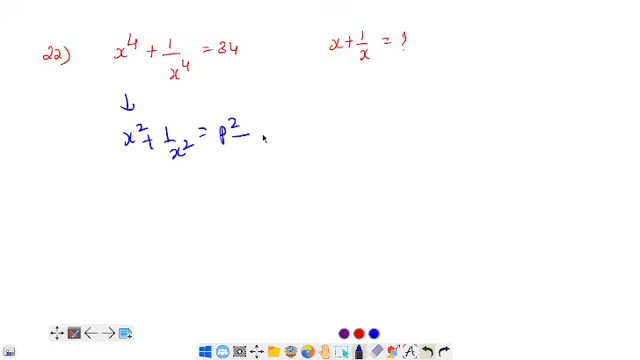 22) x⁴ + 1/x⁴ = 34 x + 1/x = ?
↓
x² + 1/x² = p² —